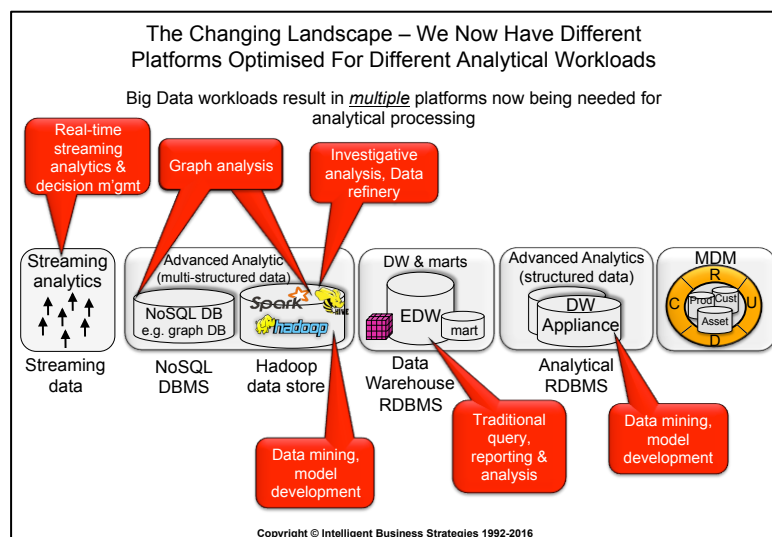 The Changing Landscape – We Now Have Different
Platforms Optimised For Different Analytical Workloads
Big Data workloads result in multiple platforms now being needed for
analytical processing
Real-time
streaming
analytics &
decision m'gmt
Graph analysis
Investigative
analysis, Data
refinery
Streaming
analytics
Streaming
data
Advanced Analytic
(multi-structured data)
NoSQL DB
e.g. graph DB
NoSQL
DBMS
Spark
HIVE
hadoop
Hadoop
data store
DW & marts
EDW
mart
Data
Warehouse
RDBMS
Advanced Analytics
(structured data)
DW
Appliance
Analytical
RDBMS
MDM
R
C
U
D
Prod
Cust
Asset
Data mining,
model
development
Traditional
query,
reporting &
analysis
Data mining,
model
development
Copyright © Intelligent Business Strategies 1992-2016